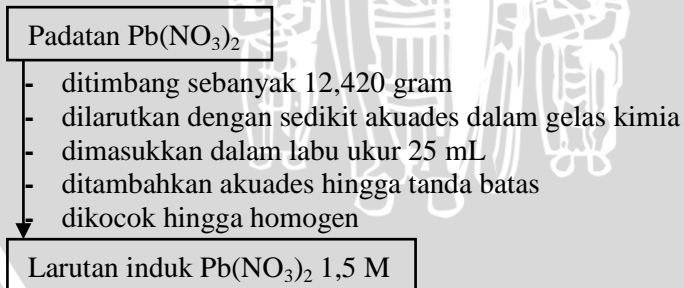 Padatan Pb(NO₃)₂
- ditimbang sebanyak 12,420 gram
- dilarutkan dengan sedikit akuades dalam gelas kimia
- dimasukkan dalam labu ukur 25 mL
- ditambahkan akuades hingga tanda batas
- dikocok hingga homogen
Larutan induk Pb(NO₃)₂ 1,5 M